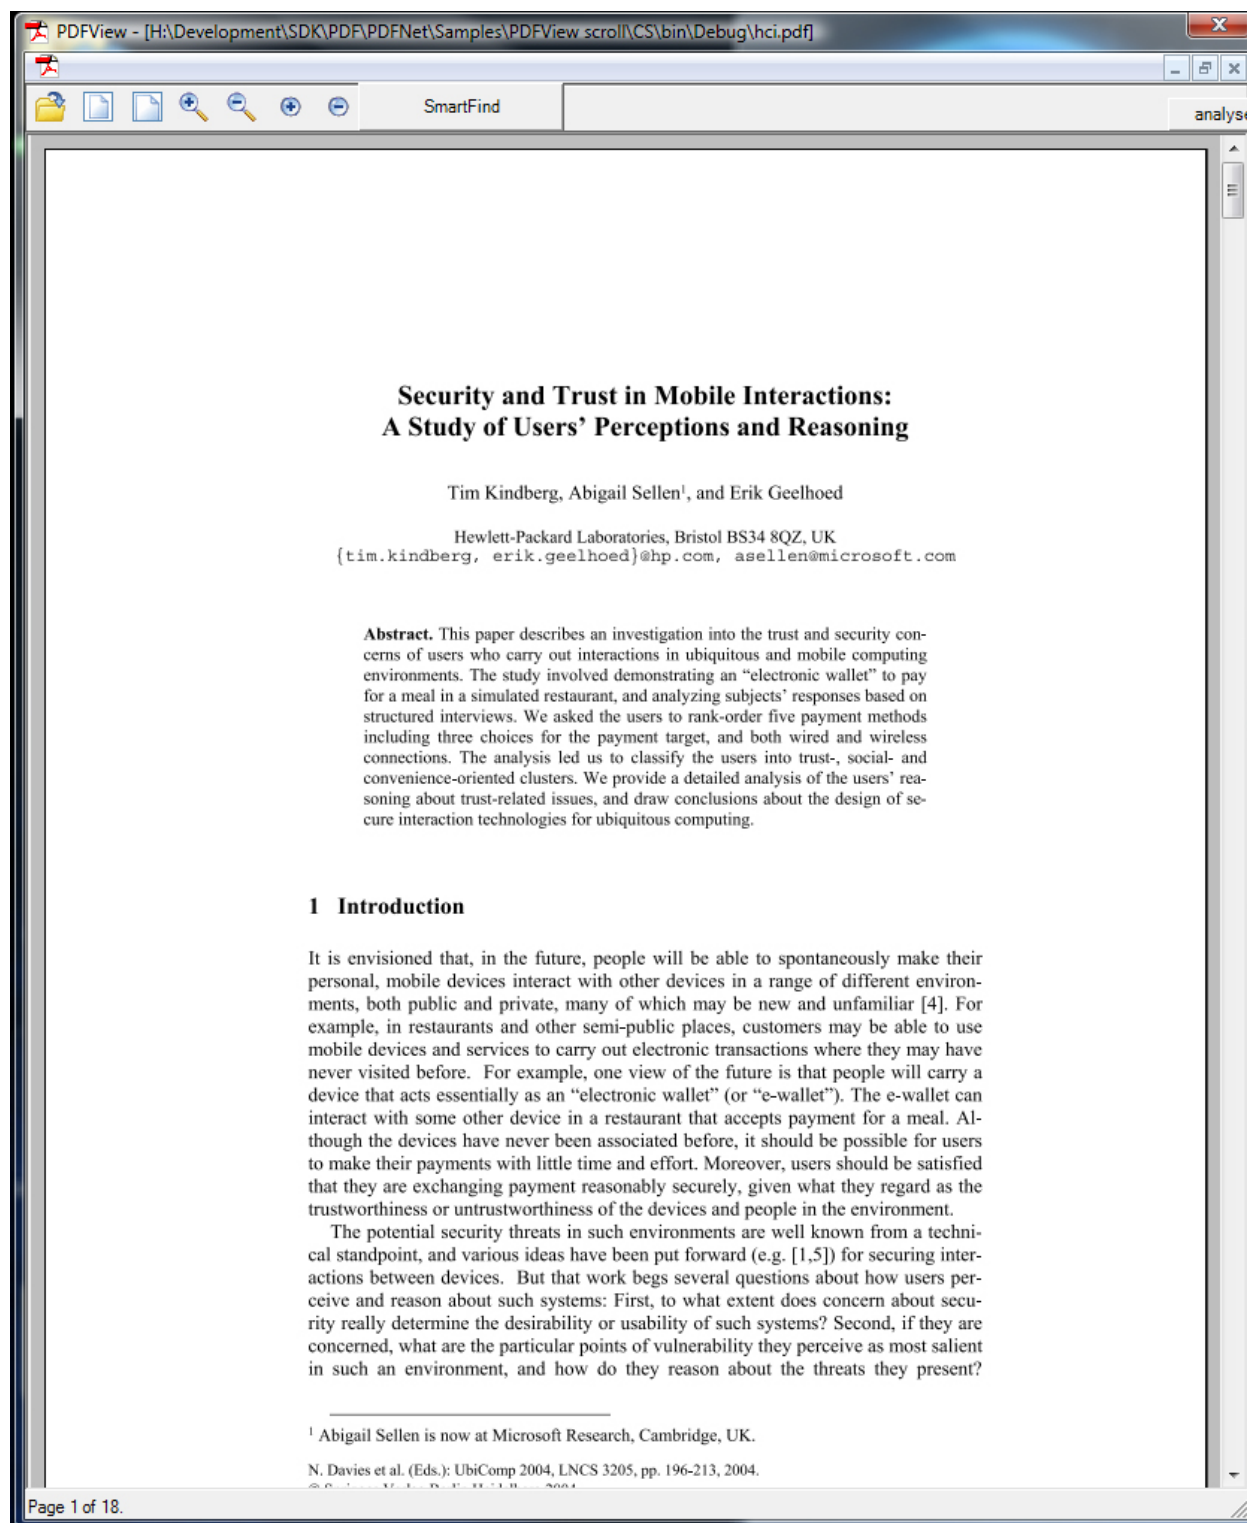 PDFView - [H:\Development\SDK\PDF\PDFNet\Samples\PDFView scroll\CS\bin\Debug\hci.pdf]
SmartFind
analyse
Security and Trust in Mobile Interactions:
A Study of Users’ Perceptions and Reasoning
Tim Kindberg, Abigail Sellen¹, and Erik Geelhoed
Hewlett-Packard Laboratories, Bristol BS34 8QZ, UK
{tim.kindberg, erik.geelhoed}@hp.com, asellen@microsoft.com
Abstract. This paper describes an investigation into the trust and security con-
cerns of users who carry out interactions in ubiquitous and mobile computing
environments. The study involved demonstrating an “electronic wallet” to pay
for a meal in a simulated restaurant, and analyzing subjects’ responses based on
structured interviews. We asked the users to rank-order five payment methods
including three choices for the payment target, and both wired and wireless
connections. The analysis led us to classify the users into trust-, social- and
convenience-oriented clusters. We provide a detailed analysis of the users’ rea-
soning about trust-related issues, and draw conclusions about the design of se-
cure interaction technologies for ubiquitous computing.
1 Introduction
It is envisioned that, in the future, people will be able to spontaneously make their
personal, mobile devices interact with other devices in a range of different environ-
ments, both public and private, many of which may be new and unfamiliar [4]. For
example, in restaurants and other semi-public places, customers may be able to use
mobile devices and services to carry out electronic transactions where they may have
never visited before. For example, one view of the future is that people will carry a
device that acts essentially as an “electronic wallet” (or “e-wallet”). The e-wallet can
interact with some other device in a restaurant that accepts payment for a meal. Al-
though the devices have never been associated before, it should be possible for users
to make their payments with little time and effort. Moreover, users should be satisfied
that they are exchanging payment reasonably securely, given what they regard as the
trustworthiness or untrustworthiness of the devices and people in the environment.
The potential security threats in such environments are well known from a techni-
cal standpoint, and various ideas have been put forward (e.g. [1,5]) for securing inter-
actions between devices. But that work begs several questions about how users per-
ceive and reason about such systems: First, to what extent does concern about secu-
rity really determine the desirability or usability of such systems? Second, if they are
concerned, what are the particular points of vulnerability they perceive as most salient
in such an environment, and how do they reason about the threats they present?
¹ Abigail Sellen is now at Microsoft Research, Cambridge, UK.
N. Davies et al. (Eds.): UbiComp 2004, LNCS 3205, pp. 196-213, 2004.
Page 1 of 18.